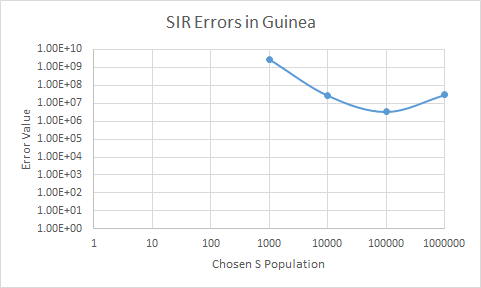 SIR Errors in Guinea
1.00E+10
1.00E+09
1.00E+08
1.00E+07
1.00E+06
1.00E+05
1.00E+04
1.00E+03
1.00E+02
1.00E+01
1.00E+00
Error Value
1 10 100 1000 10000 100000 1000000
Chosen S Population